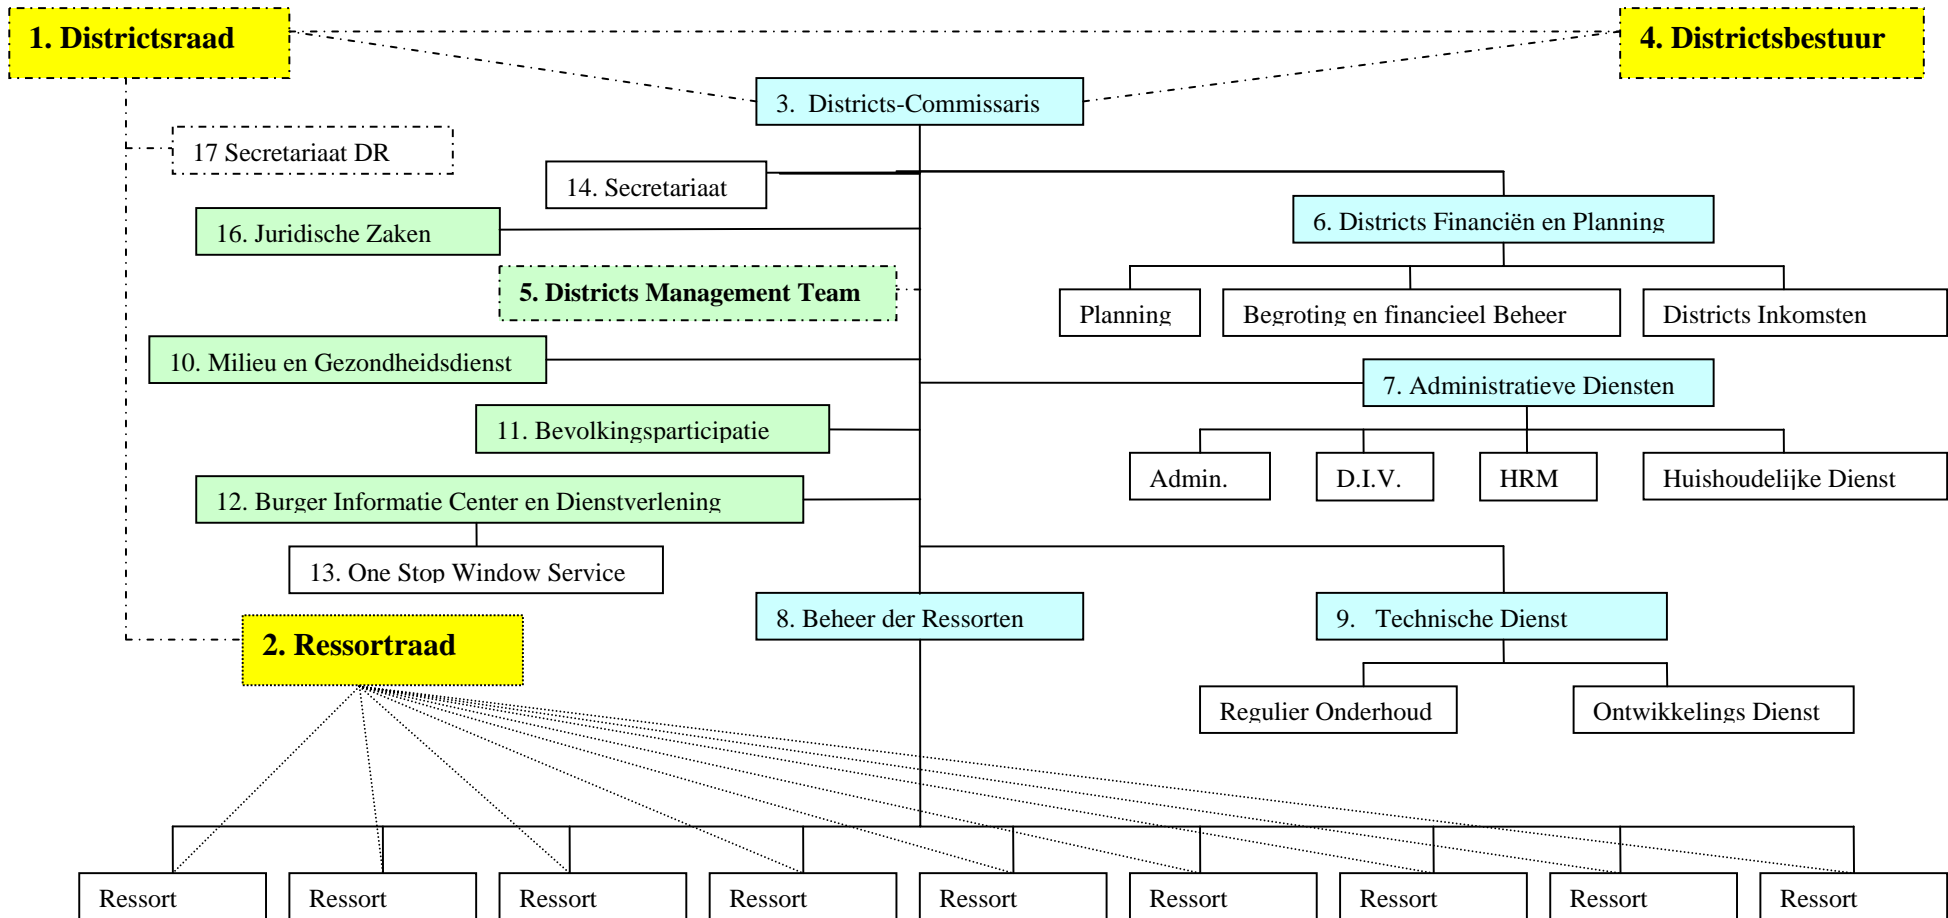 1. Districtsraad
4. Districtsbestuur
3. Districts-Commissaris
17 Secretariaat DR
14. Secretariaat
16. Juridische Zaken
6. Districts Financiën en Planning
5. Districts Management Team
Planning
Begroting en financieel Beheer
Districts Inkomsten
10. Milieu en Gezondheidsdienst
7. Administratieve Diensten
11. Bevolkingsparticipatie
Admin.
D.I.V.
HRM
Huishoudelijke Dienst
12. Burger Informatie Center en Dienstverlening
13. One Stop Window Service
8. Beheer der Ressorten
9. Technische Dienst
2. Ressortraad
Regulier Onderhoud
Ontwikkelings Dienst
Ressort
Ressort
Ressort
Ressort
Ressort
Ressort
Ressort
Ressort
Ressort